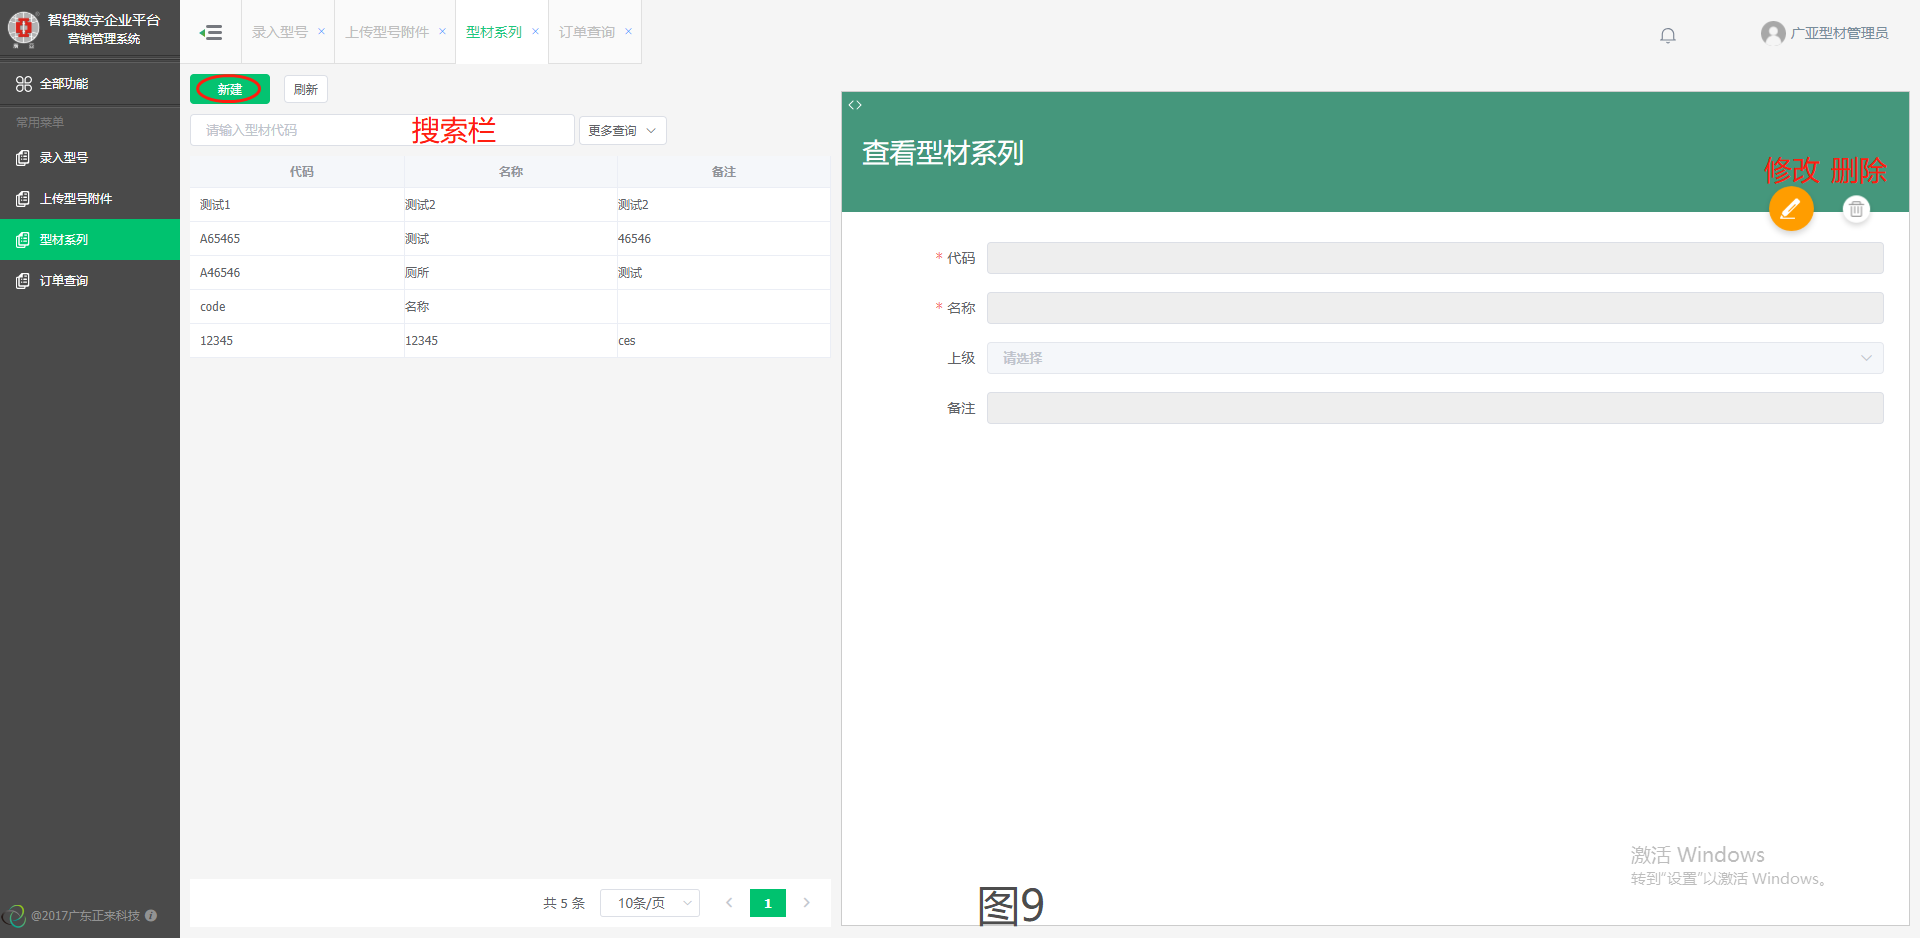 智铝数字企业平台
营销管理系统
全部功能
常用菜单
录入型号
上传型号附件
型材系列
订单查询
@2017广东正来科技
录入型号 × 上传型号附件 × 型材系列 × 订单查询 ×
广亚型材管理员
新建 刷新
请输入型材代码 搜索栏 更多查询
代码 名称 备注
测试1 测试2 测试2
A65465 测试 46546
A46546 厕所 测试
code 名称
12345 12345 ces
共 5 条 10条/页 1
查看型材系列
修改 删除
* 代码
* 名称
上级 请选择
备注
激活 Windows
转到“设置”以激活 Windows。
图9